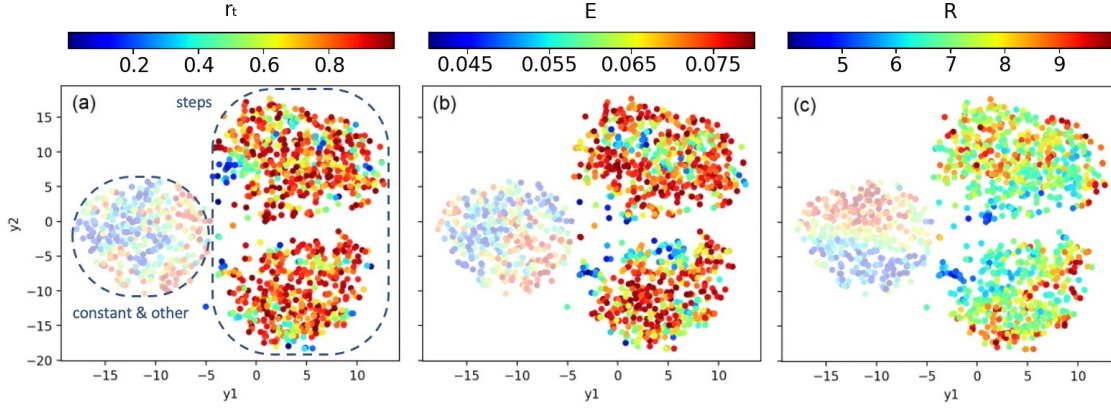 rₜ E R
0.2 0.4 0.6 0.8 0.045 0.055 0.065 0.075 5 6 7 8 9
(a) steps (b) (c)
15
10
5
0
−5
−10
−15
−20
y2
constant & other
−15 −10 −5 0 5 10 −15 −10 −5 0 5 10 −15 −10 −5 0 5 10
y1 y1 y1